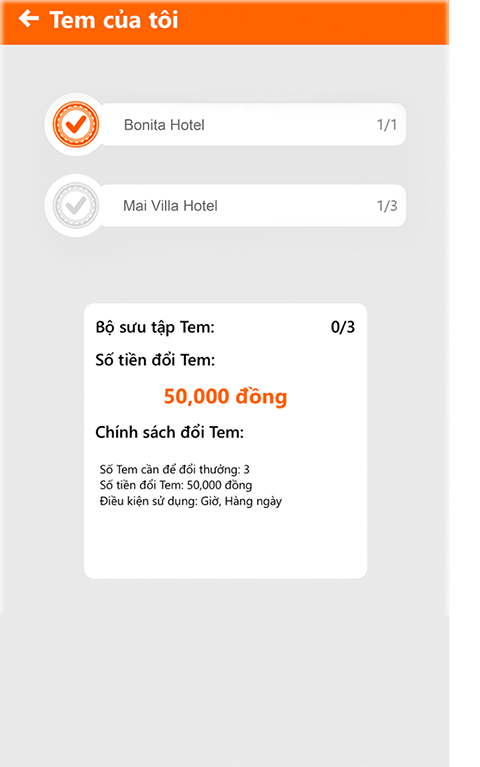 Tem của tôi
Bonita Hotel 1/1
Mai Villa Hotel 1/3
Bộ sưu tập Tem: 0/3
Số tiền đổi Tem:
50,000 đồng
Chính sách đổi Tem:
Số Tem cần để đổi thưởng: 3
Số tiền đổi Tem: 50,000 đồng
Điều kiện sử dụng: Giờ, Hàng ngày